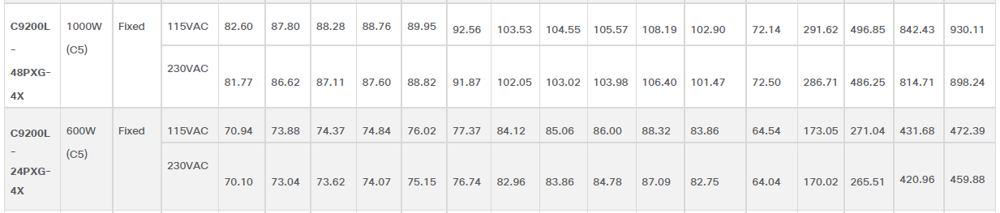 C9200L 1000W Fixed 115VAC 82.60 87.80 88.28 88.76 89.95 92.56 103.53 104.55 105.57 108.19 102.90 72.14 291.62 496.85 842.43 930.11
– (C5)
48PXG- 230VAC 81.77 86.62 87.11 87.60 88.82 91.87 102.05 103.02 103.98 106.40 101.47 72.50 286.71 486.25 814.71 898.24
4X
C9200L 600W Fixed 115VAC 70.94 73.88 74.37 74.84 76.02 77.37 84.12 85.06 86.00 88.32 83.86 64.54 173.05 271.04 431.68 472.39
– (C5)
24PXG- 230VAC 70.10 73.04 73.62 74.07 75.15 76.74 82.96 83.86 84.78 87.09 82.75 64.04 170.02 265.51 420.96 459.88
4X